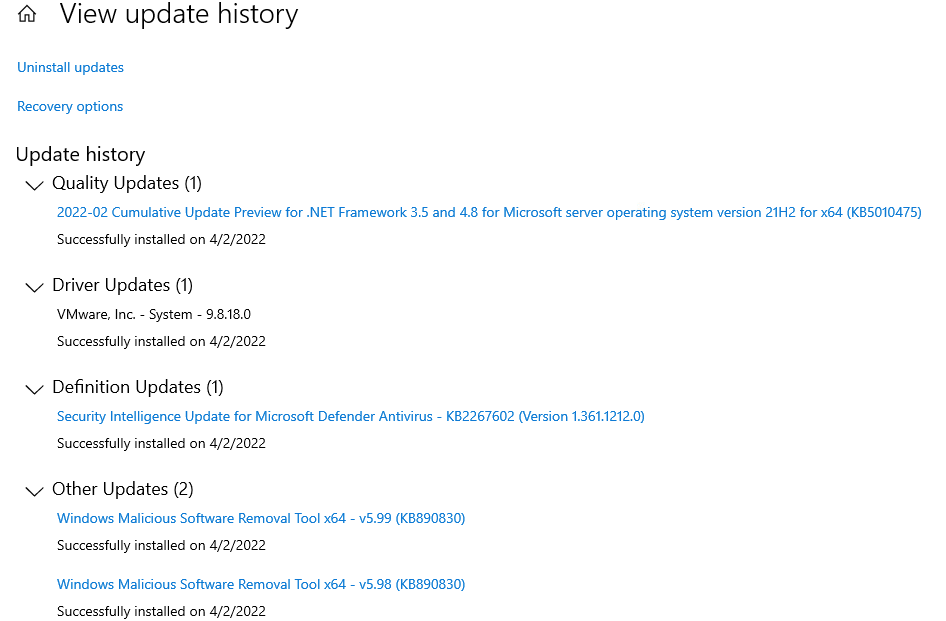 View update history
Uninstall updates
Recovery options
Update history
Quality Updates (1)
2022-02 Cumulative Update Preview for .NET Framework 3.5 and 4.8 for Microsoft server operating system version 21H2 for x64 (KB5010475)
Successfully installed on 4/2/2022
Driver Updates (1)
VMware, Inc. - System - 9.8.18.0
Successfully installed on 4/2/2022
Definition Updates (1)
Security Intelligence Update for Microsoft Defender Antivirus - KB2267602 (Version 1.361.1212.0)
Successfully installed on 4/2/2022
Other Updates (2)
Windows Malicious Software Removal Tool x64 - v5.99 (KB890830)
Successfully installed on 4/2/2022
Windows Malicious Software Removal Tool x64 - v5.98 (KB890830)
Successfully installed on 4/2/2022